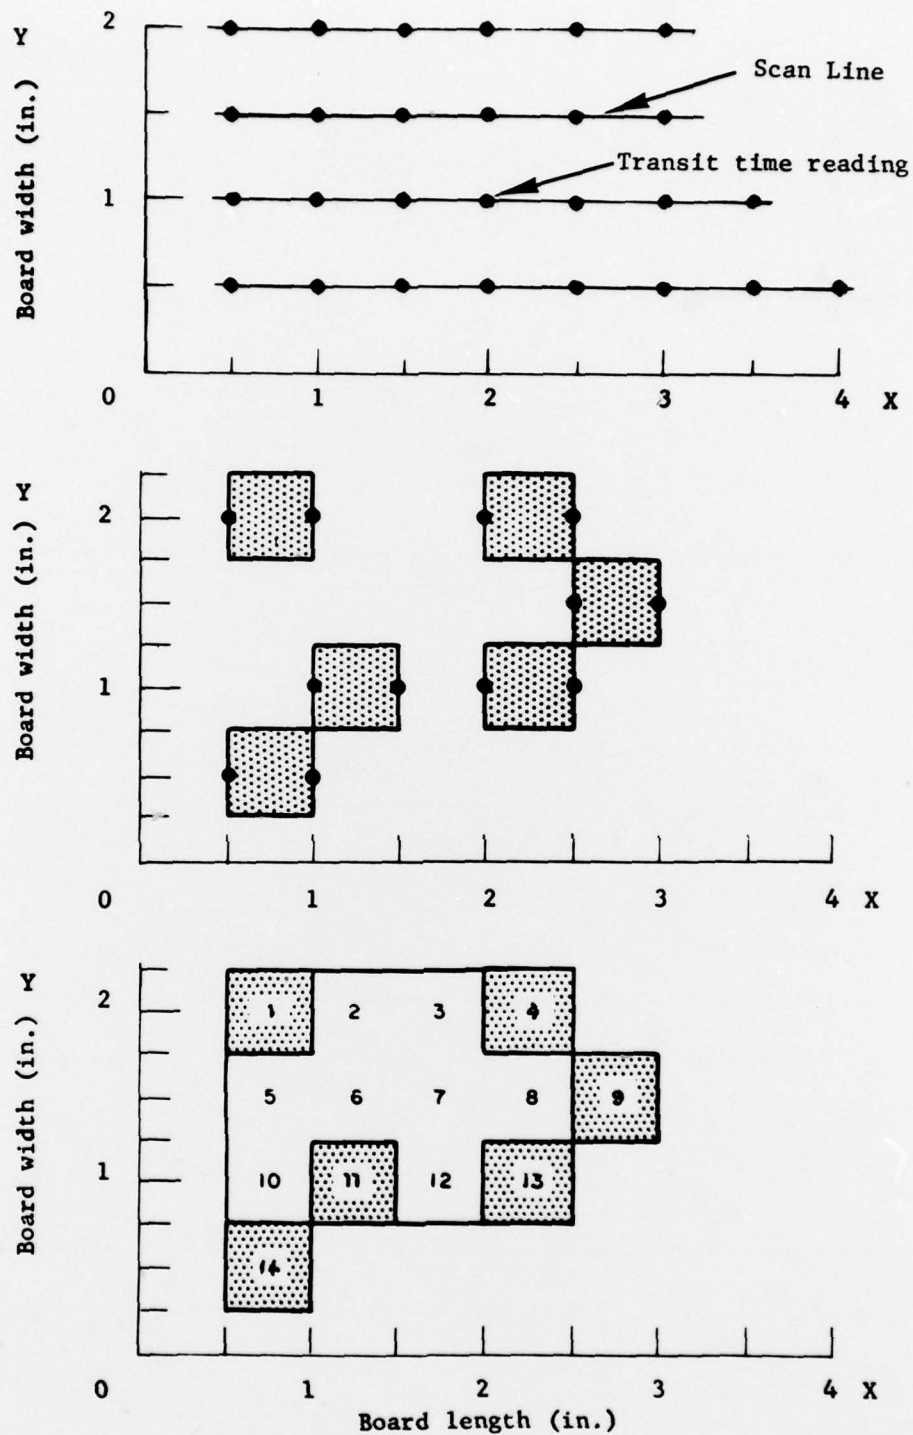 2
Y
Board width (in.)
Scan Line
Transit time reading
1
0 1 2 3 4 X
Y
Board width (in.)
2
1
0 1 2 3 4 X
Y
Board width (in.)
2
1 2 3 4
5 6 7 8 9
1
10 11 12 13
14
0 1 2 3 4 X
Board length (in.)